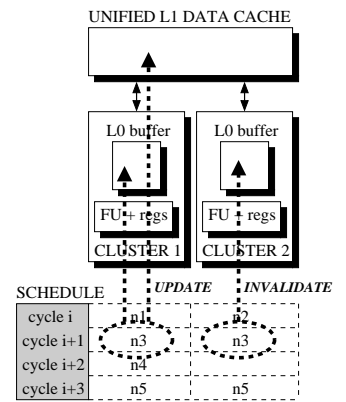 UNIFIED L1 DATA CACHE
L0 buffer L0 buffer
FU + regs FU + regs
CLUSTER 1 CLUSTER 2
UPDATE INVALIDATE
SCHEDULE
cycle i n1 n2
cycle i+1 n3 n3
cycle i+2 n4
cycle i+3 n5 n5